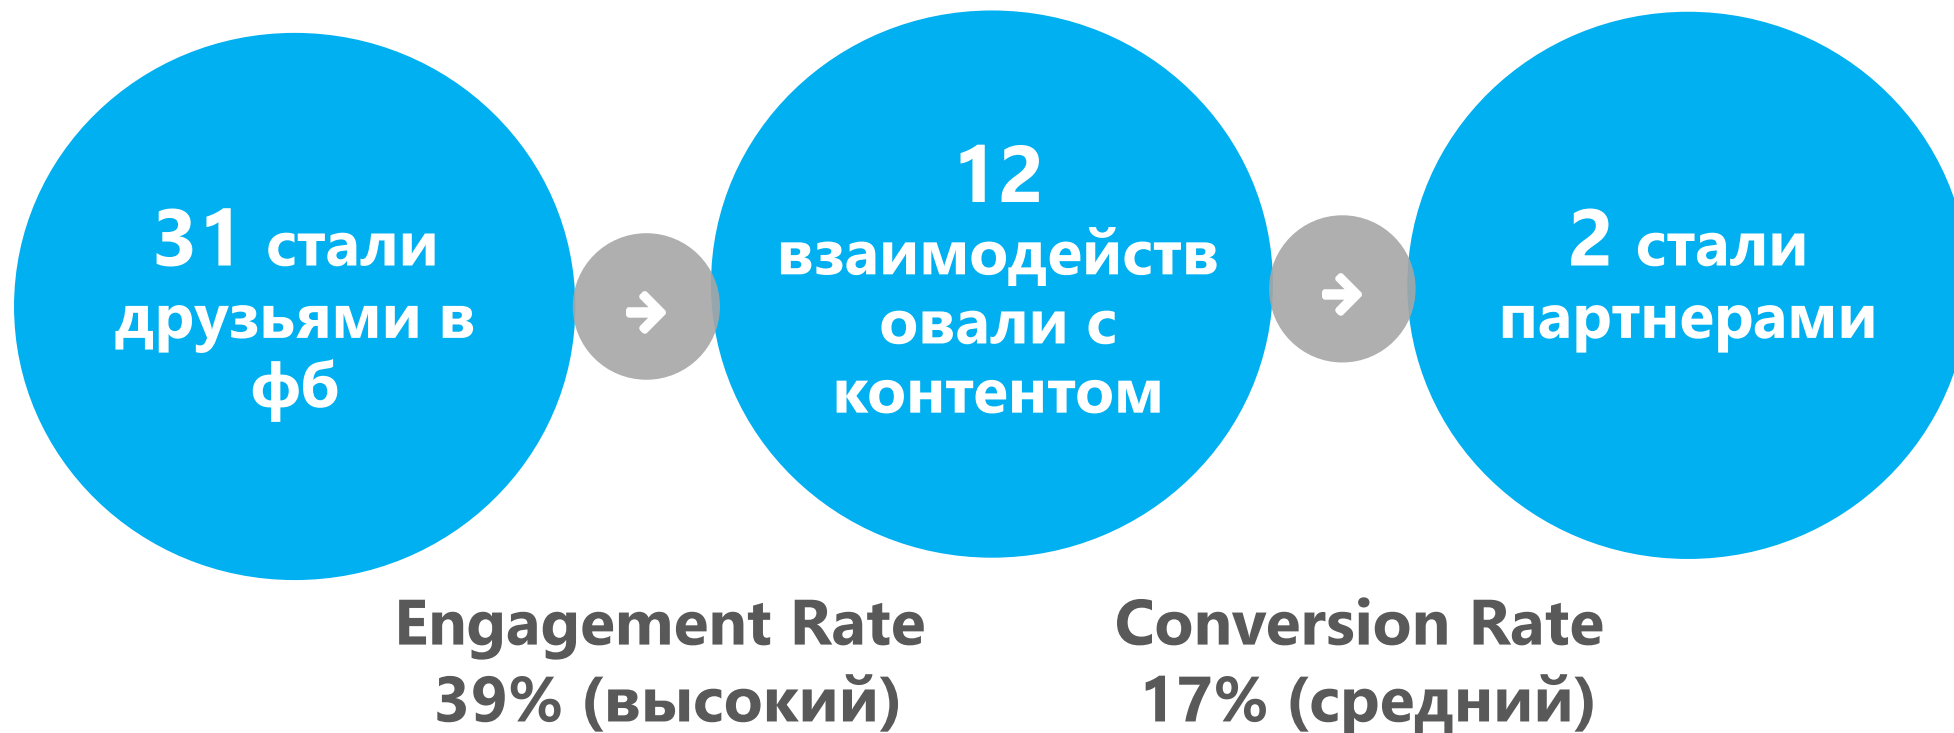 31 стали
друзьями в
фб
12
взаимодейств
овали с
контентом
2 стали
партнерами
Engagement Rate
39% (высокий)
Conversion Rate
17% (средний)